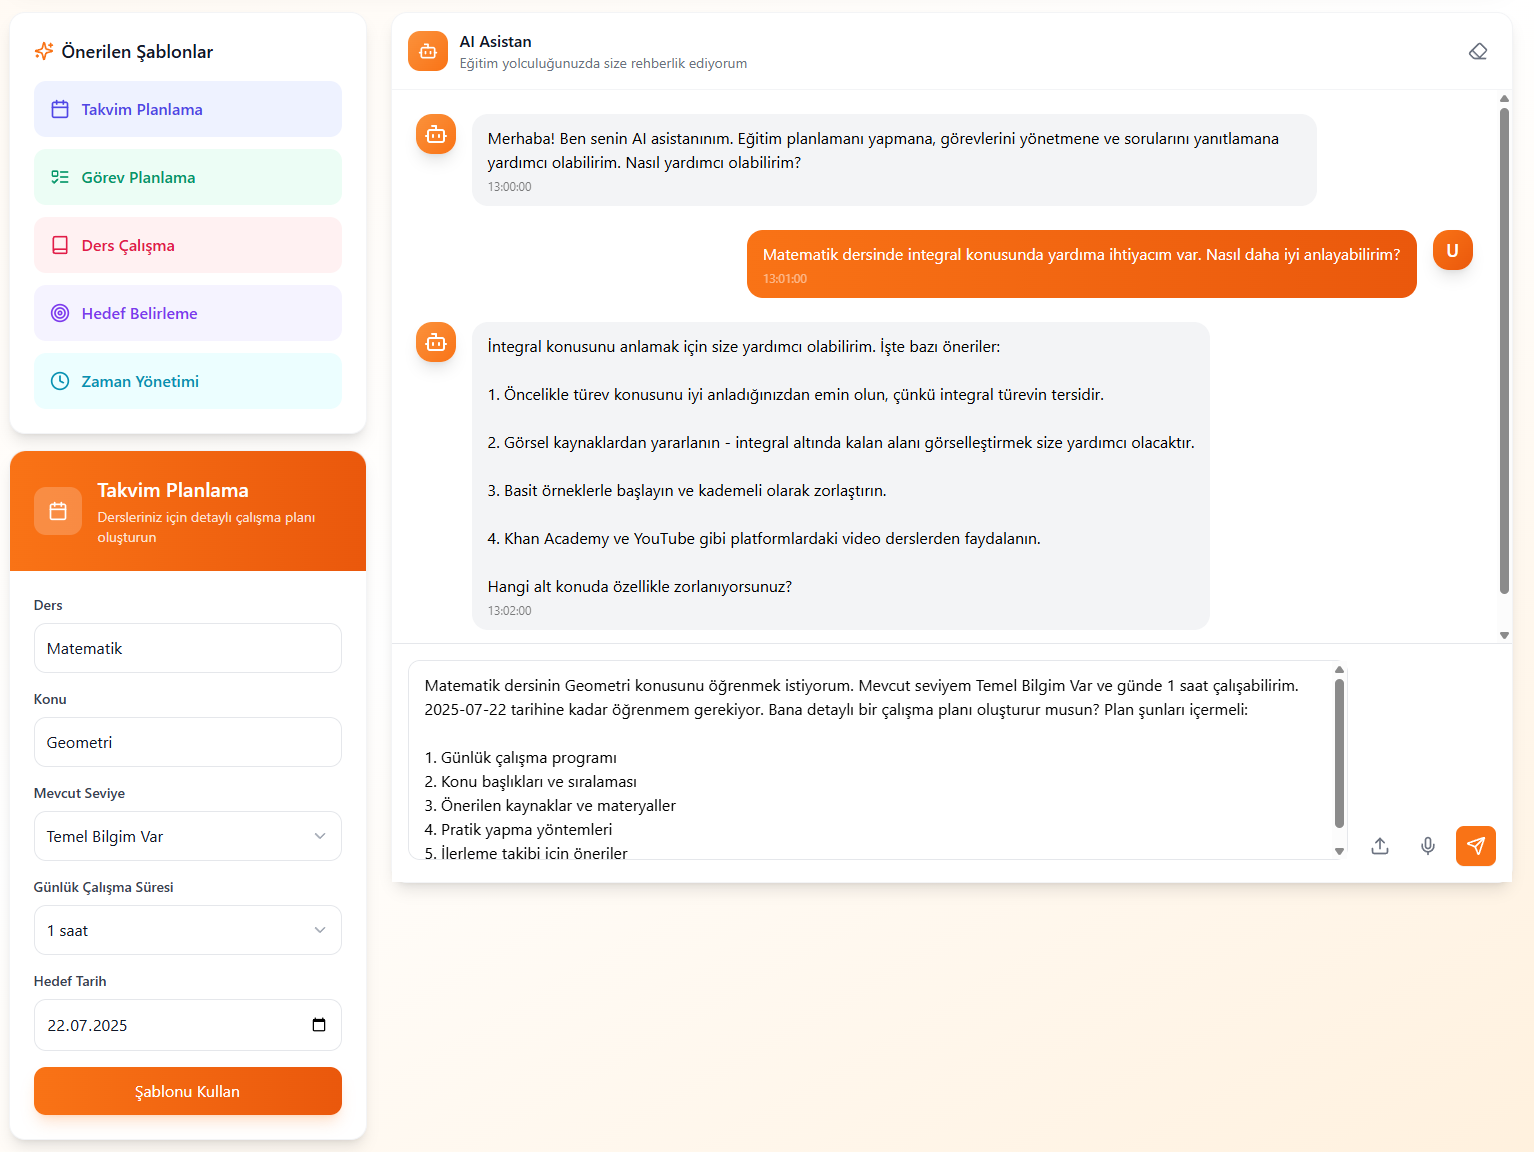 Önerilen Şablonlar
Takvim Planlama
Görev Planlama
Ders Çalışma
Hedef Belirleme
Zaman Yönetimi
Takvim Planlama
Dersleriniz için detaylı çalışma planı
oluşturun
Ders
Matematik
Konu
Geometri
Mevcut Seviye
Temel Bilgim Var
Günlük Çalışma Süresi
1 saat
Hedef Tarih
22.07.2025
Şablonu Kullan
AI Asistan
Eğitim yolculuğunuzda size rehberlik ediyorum
Merhaba! Ben senin AI asistanınım. Eğitim planlamanı yapmana, görevlerini yönetmene ve sorularını yanıtlamana
yardımcı olabilirim. Nasıl yardımcı olabilirim?
13:00:00
Matematik dersinde integral konusunda yardıma ihtiyacım var. Nasıl daha iyi anlayabilirim?
13:01:00
U
İntegral konusunu anlamak için size yardımcı olabilirim. İşte bazı öneriler:
1. Öncelikle türev konusunu iyi anladığınızdan emin olun, çünkü integral türevin tersidir.
2. Görsel kaynaklardan yararlanın - integral altında kalan alanı görselleştirmek size yardımcı olacaktır.
3. Basit örneklerle başlayın ve kademeli olarak zorlaştırın.
4. Khan Academy ve YouTube gibi platformlardaki video derslerden faydalanın.
Hangi alt konuda özellikle zorlanıyorsunuz?
13:02:00
Matematik dersinin Geometri konusunu öğrenmek istiyorum. Mevcut seviyem Temel Bilgim Var ve günde 1 saat çalışabilirim.
2025-07-22 tarihine kadar öğrenmem gerekiyor. Bana detaylı bir çalışma planı oluşturur musun? Plan şunları içermeli:
1. Günlük çalışma programı
2. Konu başlıkları ve sıralaması
3. Önerilen kaynaklar ve materyaller
4. Pratik yapma yöntemleri
5. İlerleme takibi için öneriler